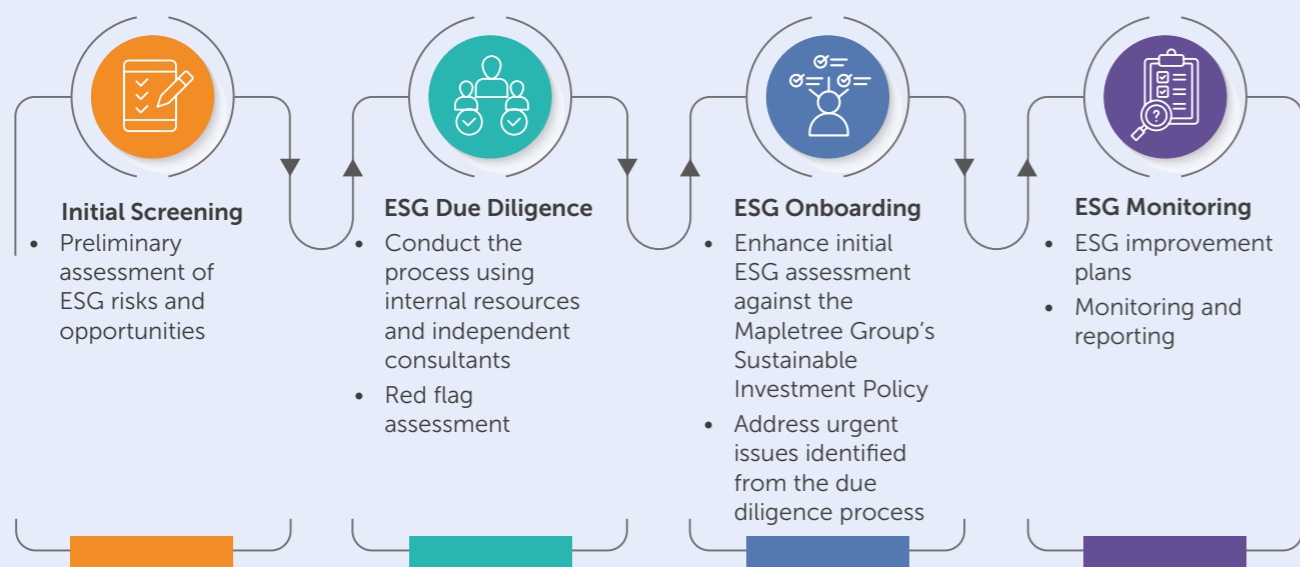 Initial Screening
• Preliminary
assessment of
ESG risks and
opportunities
ESG Due Diligence
• Conduct the
process using
internal resources
and independent
consultants
• Red flag
assessment
ESG Onboarding
• Enhance initial
ESG assessment
against the
Mapletree Group’s
Sustainable
Investment Policy
• Address urgent
issues identified
from the due
diligence process
ESG Monitoring
• ESG improvement
plans
• Monitoring and
reporting